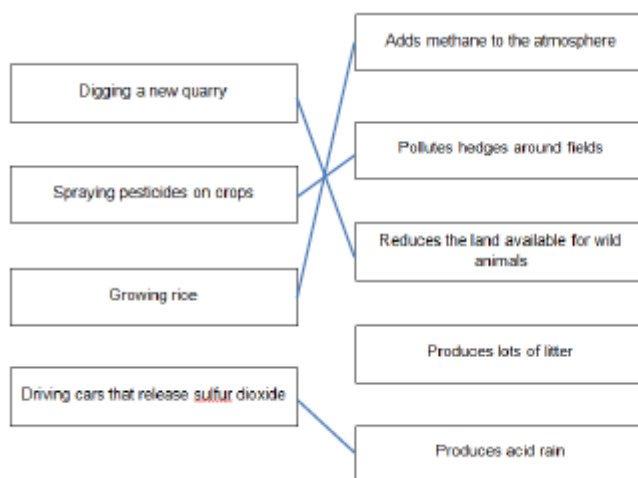 Adds methane to the atmosphere
Digging a new quarry
Pollutes hedges around fields
Spraying pesticides on crops
Reduces the land available for wild
animals
Growing rice
Produces lots of litter
Driving cars that release sulfur dioxide
Produces acid rain